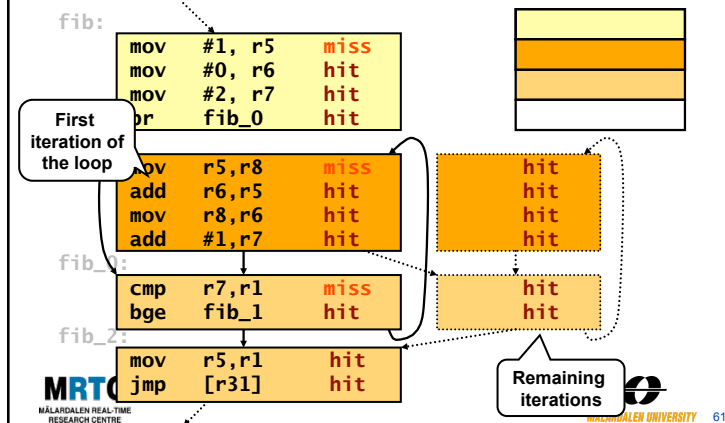 fib:
mov #1, r5 miss
mov #0, r6 hit
mov #2, r7 hit
br fib_0 hit
First
iteration of
the loop
mov r5,r8 miss
add r6,r5 hit
mov r8,r6 hit
add #1,r7 hit
hit
hit
hit
hit
fib_0:
cmp r7,r1 miss
bge fib_1 hit
hit
hit
fib_2:
mov r5,r1 hit
jmp [r31] hit
Remaining
iterations
MRTC
MÄLARDALEN REAL-TIME
RESEARCH CENTRE
MÄLARDALEN UNIVERSITY 61